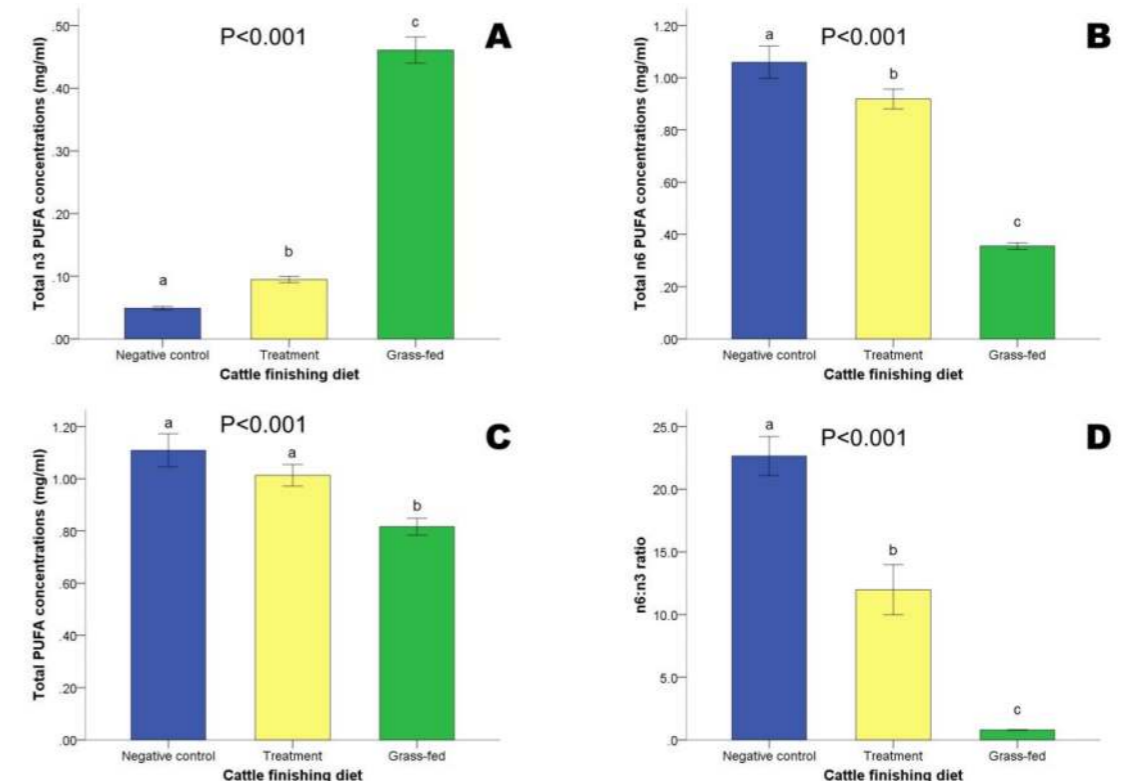 A
P<0.001
Total n3 PUFA concentrations (mg/ml)
.50
.40
.30
.20
.10
.00
a
b
c
Negative control
Treatment
Grass-fed
Cattle finishing diet
B
P<0.001
Total n6 PUFA concentrations (mg/ml)
1.20
1.00
.80
.60
.40
.20
.00
a
b
c
Negative control
Treatment
Grass-fed
Cattle finishing diet
C
P<0.001
Total PUFA concentrations (mg/ml)
1.20
1.00
.80
.60
.40
.20
.00
a
a
b
Negative control
Treatment
Grass-fed
Cattle finishing diet
D
P<0.001
n6:n3 ratio
25.0
20.0
15.0
10.0
5.0
.0
a
b
c
Negative control
Treatment
Grass-fed
Cattle finishing diet